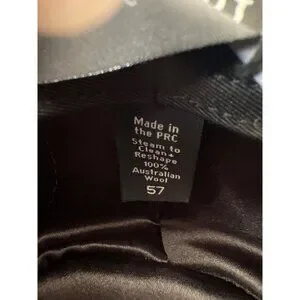 Made in
the PRC
Steam to
Clean+
Reshape
100%
Australian
Wool
57